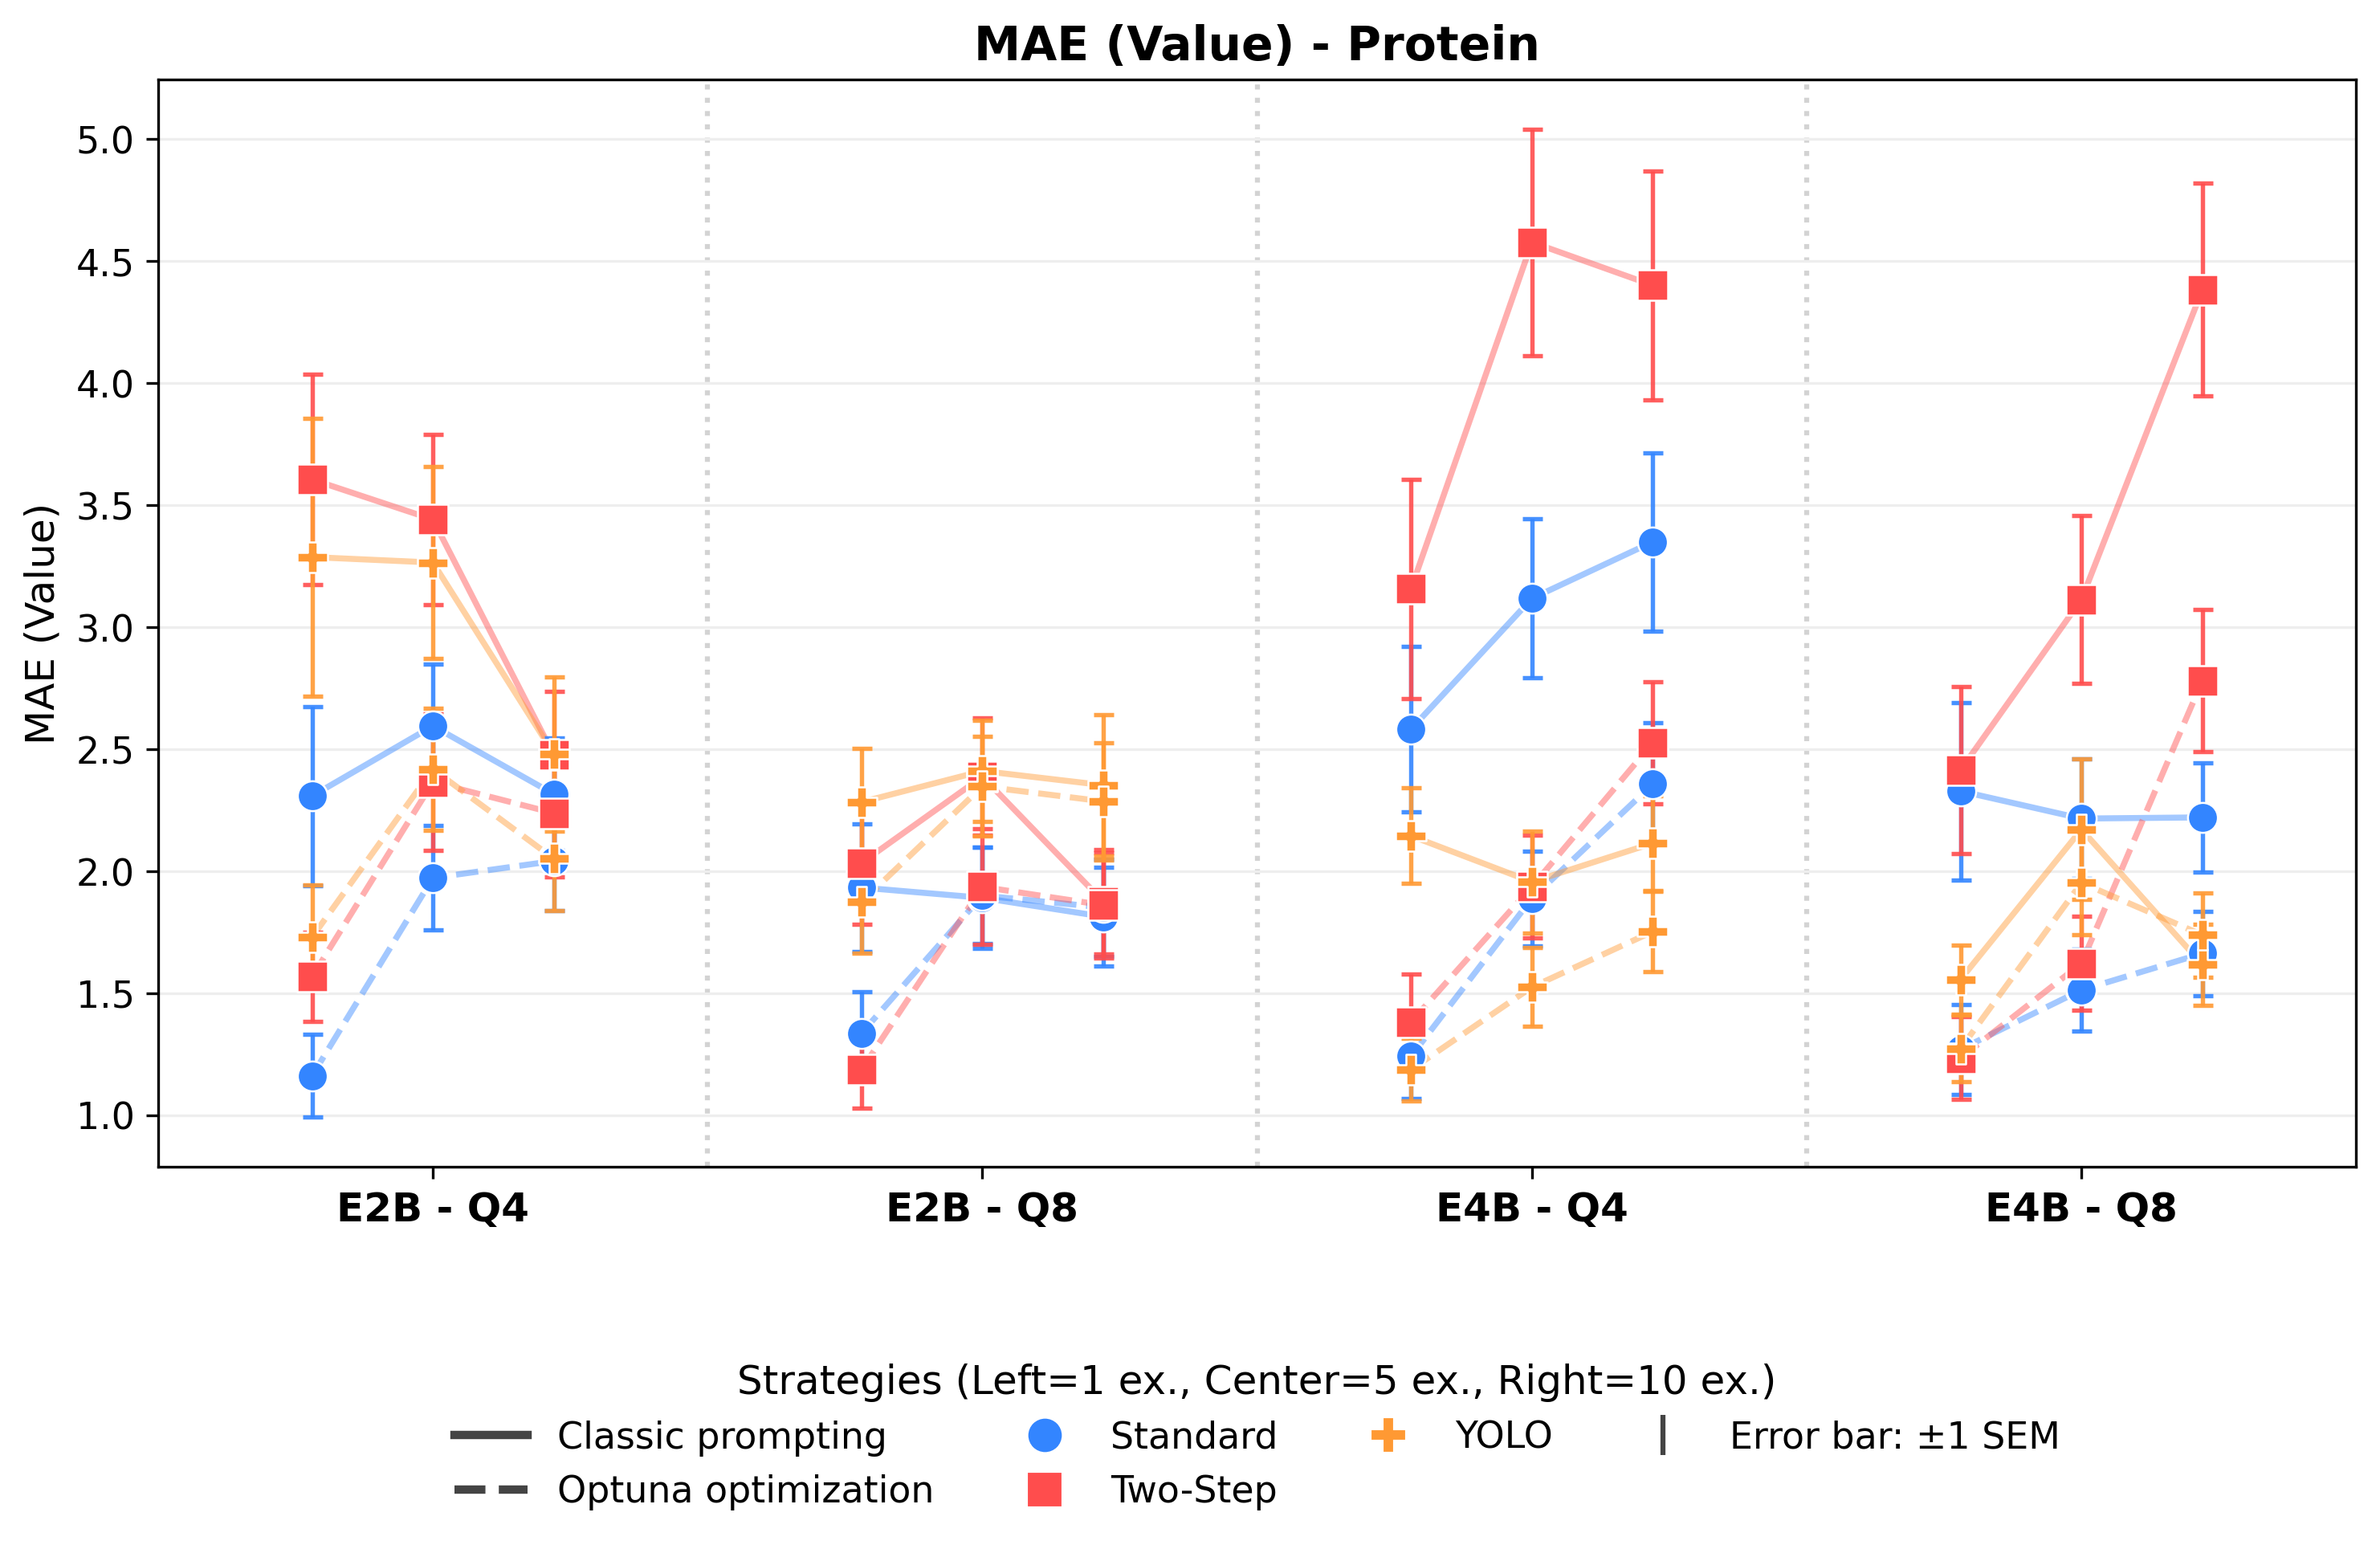 MAE (Value) - Protein
MAE (Value)
5.0
4.5
4.0
3.5
3.0
2.5
2.0
1.5
1.0
E2B - Q4
E2B - Q8
E4B - Q4
E4B - Q8
Strategies (Left=1 ex., Center=5 ex., Right=10 ex.)
Classic prompting
Optuna optimization
Standard
Two-Step
YOLO
Error bar: ±1 SEM